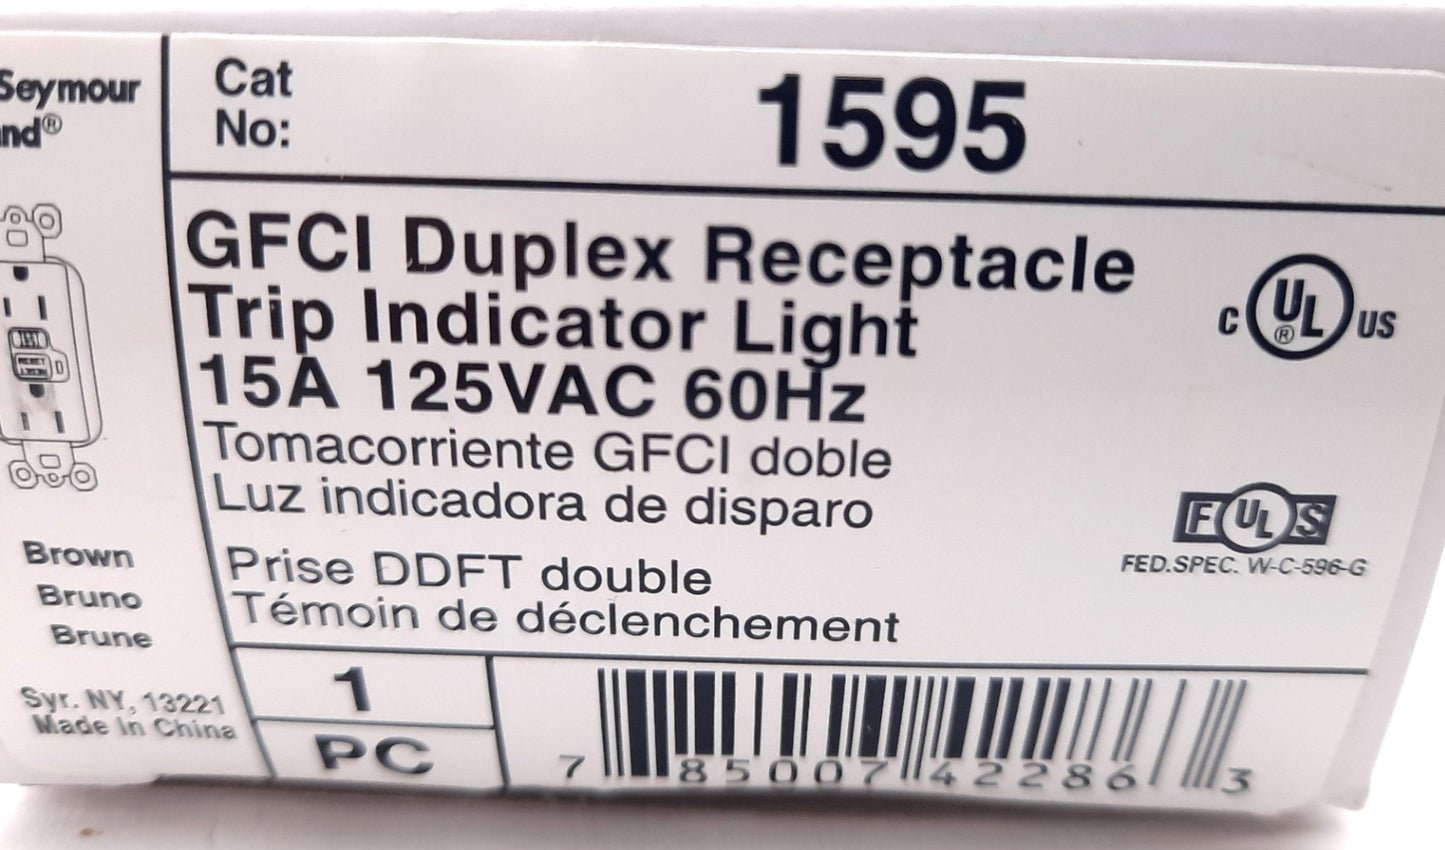 Seymour
nd®
Cat
No:
1595
TEST
GFCI Duplex Receptacle
Trip Indicator Light
15A 125VAC 60Hz
Tomacorriente GFCI doble
Luz indicadora de disparo
Prise DDFT double
Témoin de déclenchement
C UL ® US
F UL S
FED.SPEC. W-C-596-G
Brown
Bruno
Brune
Syr. NY, 13221
Made In China
1
PC
7 85007 42286 3